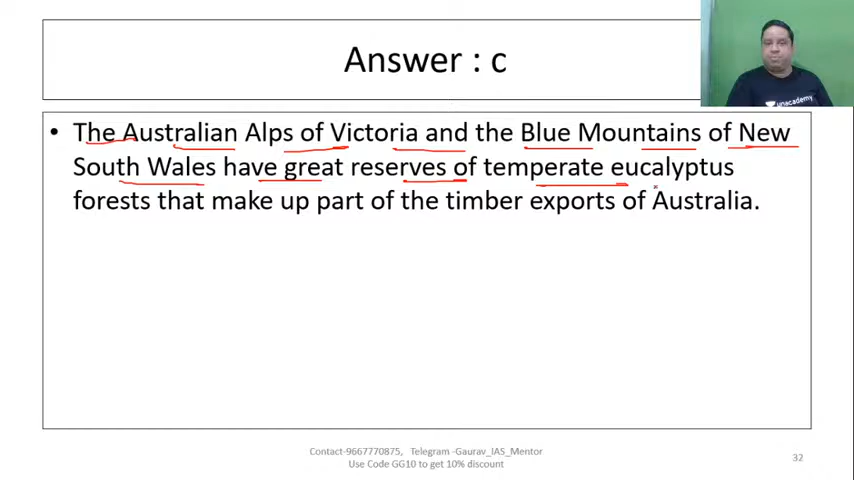 Answer : c
unacademy
• The Australian Alps of Victoria and the Blue Mountains of New
South Wales have great reserves of temperate eucalyptus
forests that make up part of the timber exports of Australia.
Contact-9667770875, Telegram -Gaurav_IAS_Mentor
Use Code GG10 to get 10% discount
32